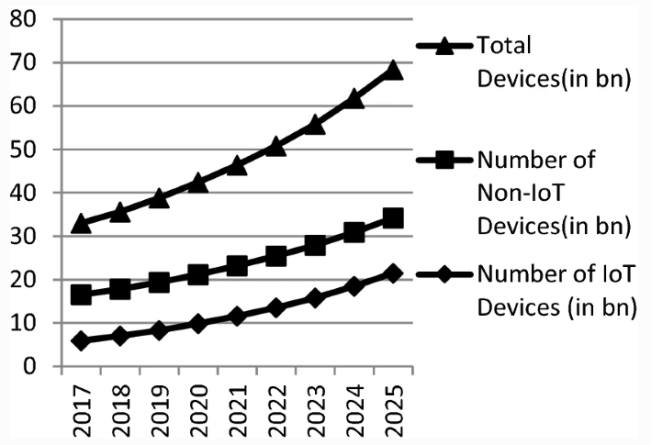 80
70
60
50
40
30
20
10
0
2017
2018
2019
2020
2021
2022
2023
2024
2025
Total
Devices(in bn)
Number of
Non-IoT
Devices(in bn)
Number of IoT
Devices (in bn)